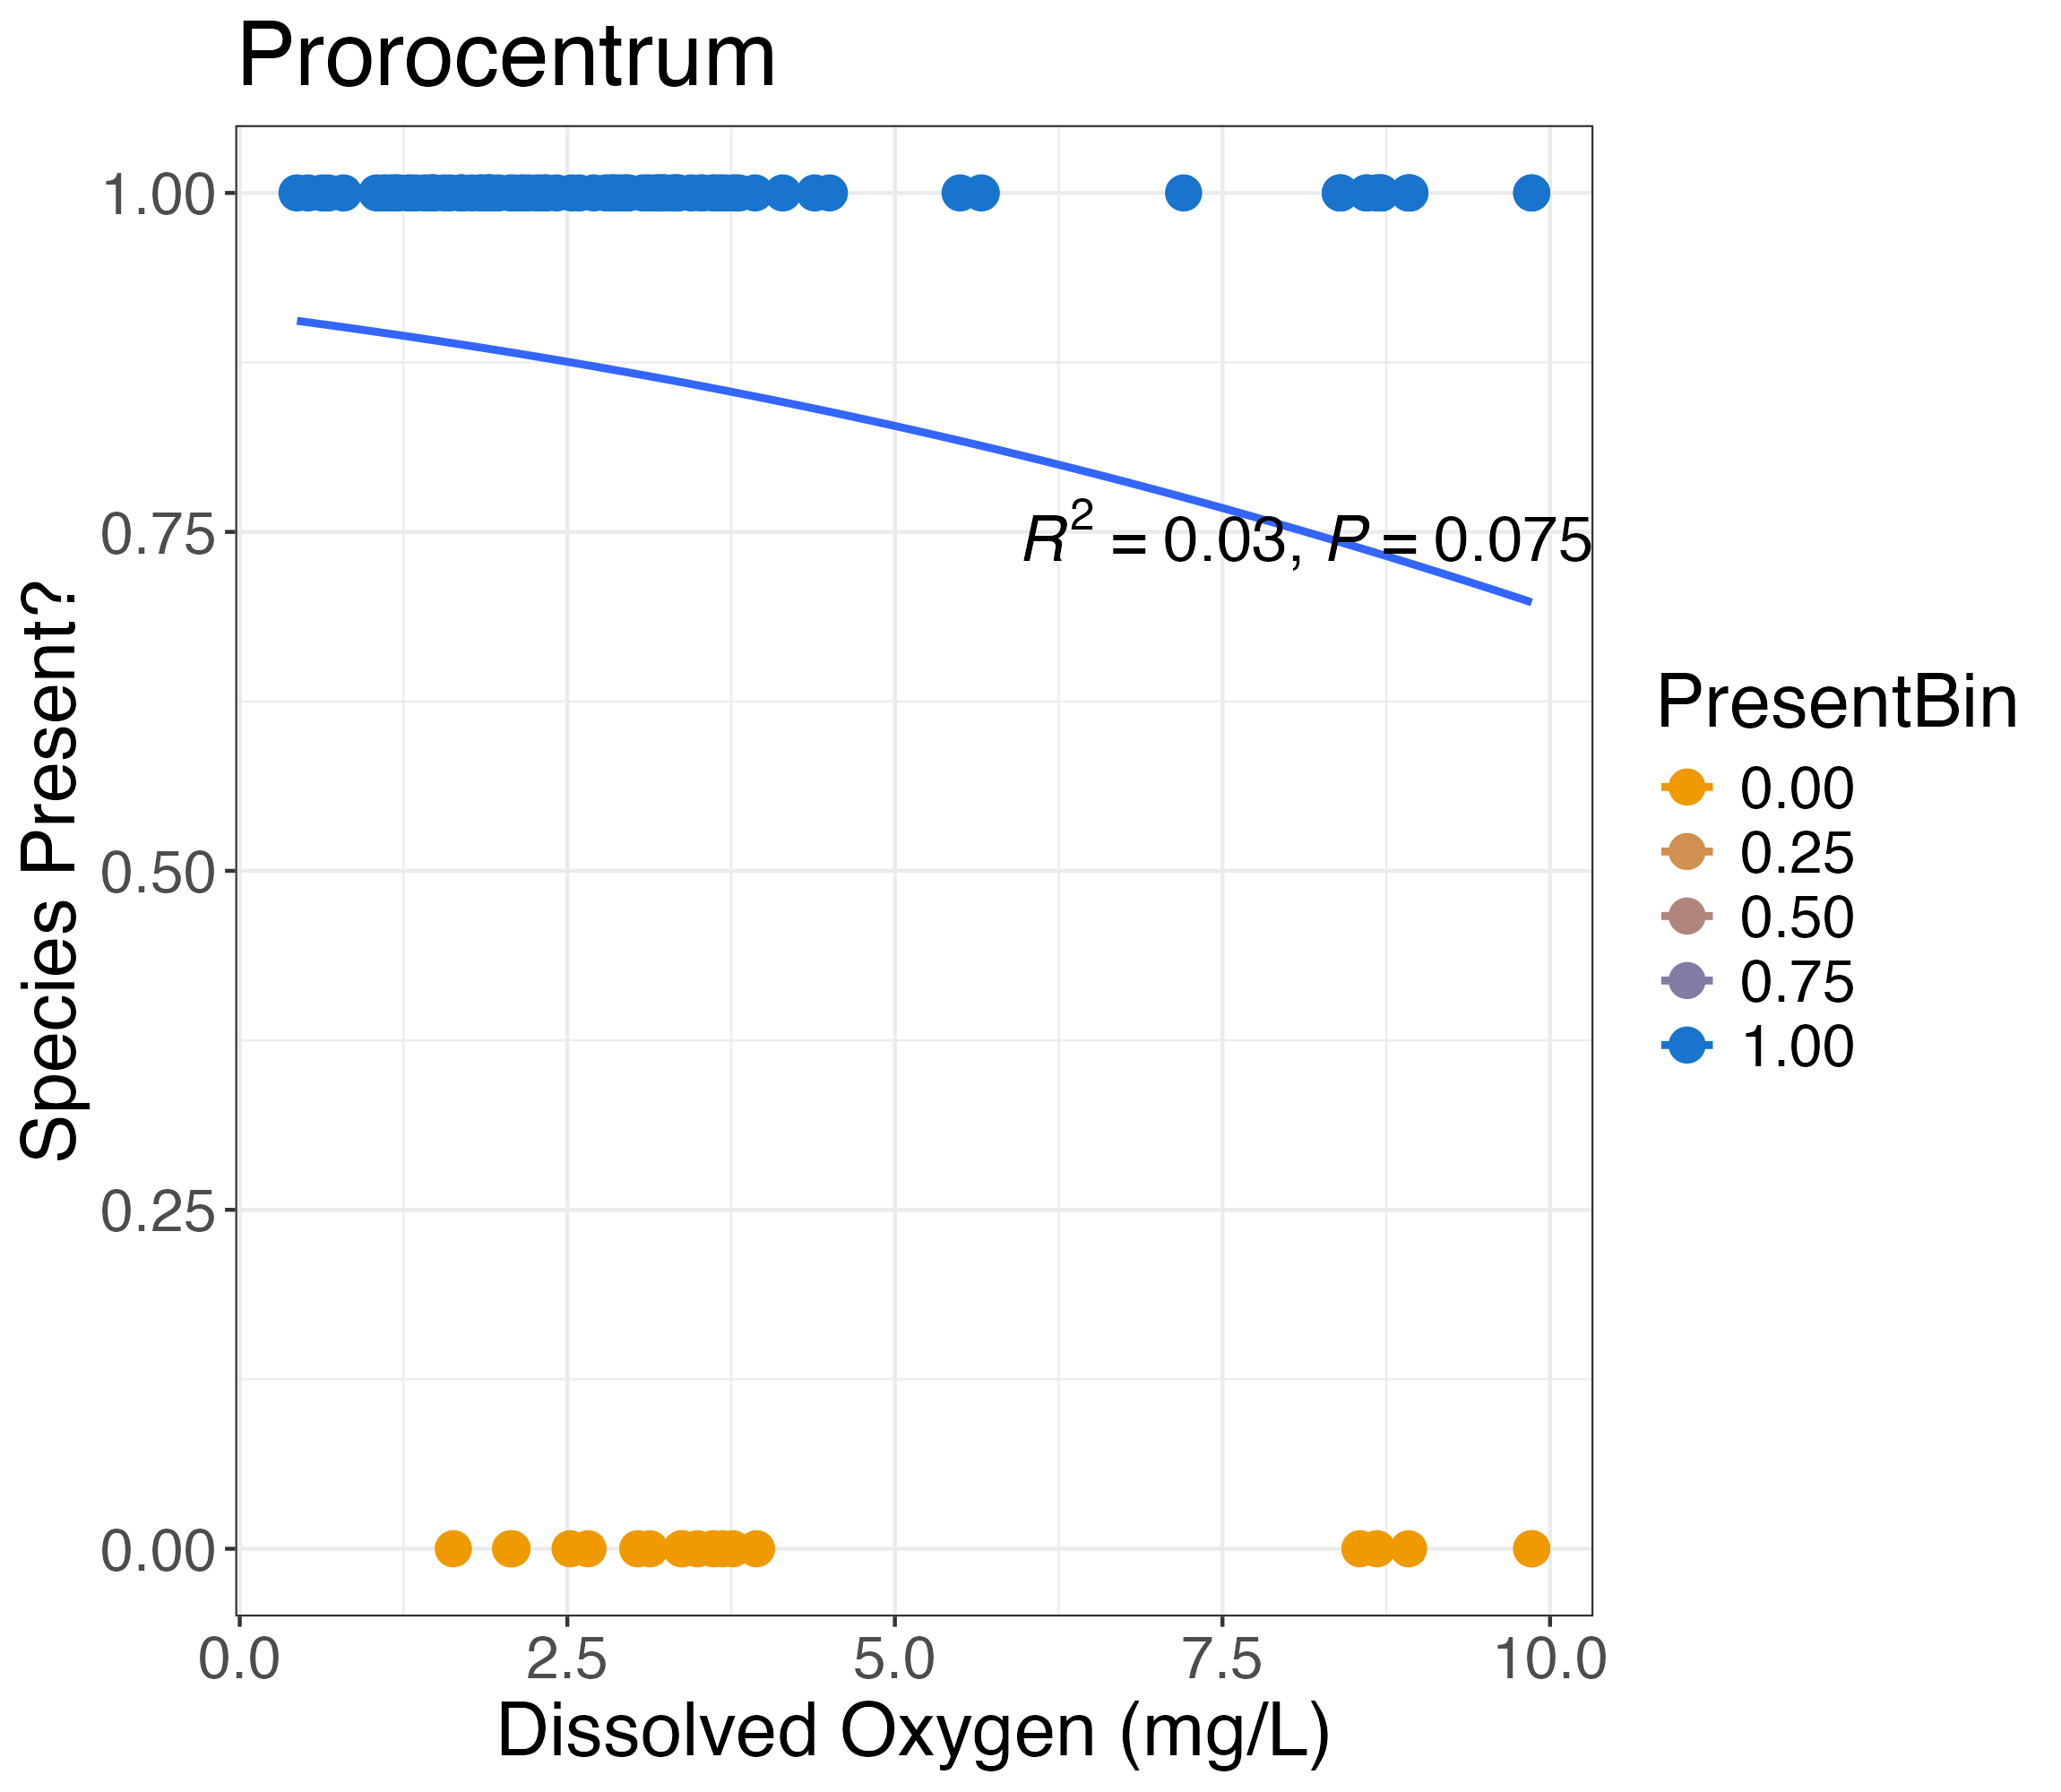 Prorocentrum
1.00
0.75
0.50
0.25
0.00
Species Present?
R² = 0.03, P = 0.075
0.0 2.5 5.0 7.5 10.0
Dissolved Oxygen (mg/L)
PresentBin
0.00
0.25
0.50
0.75
1.00